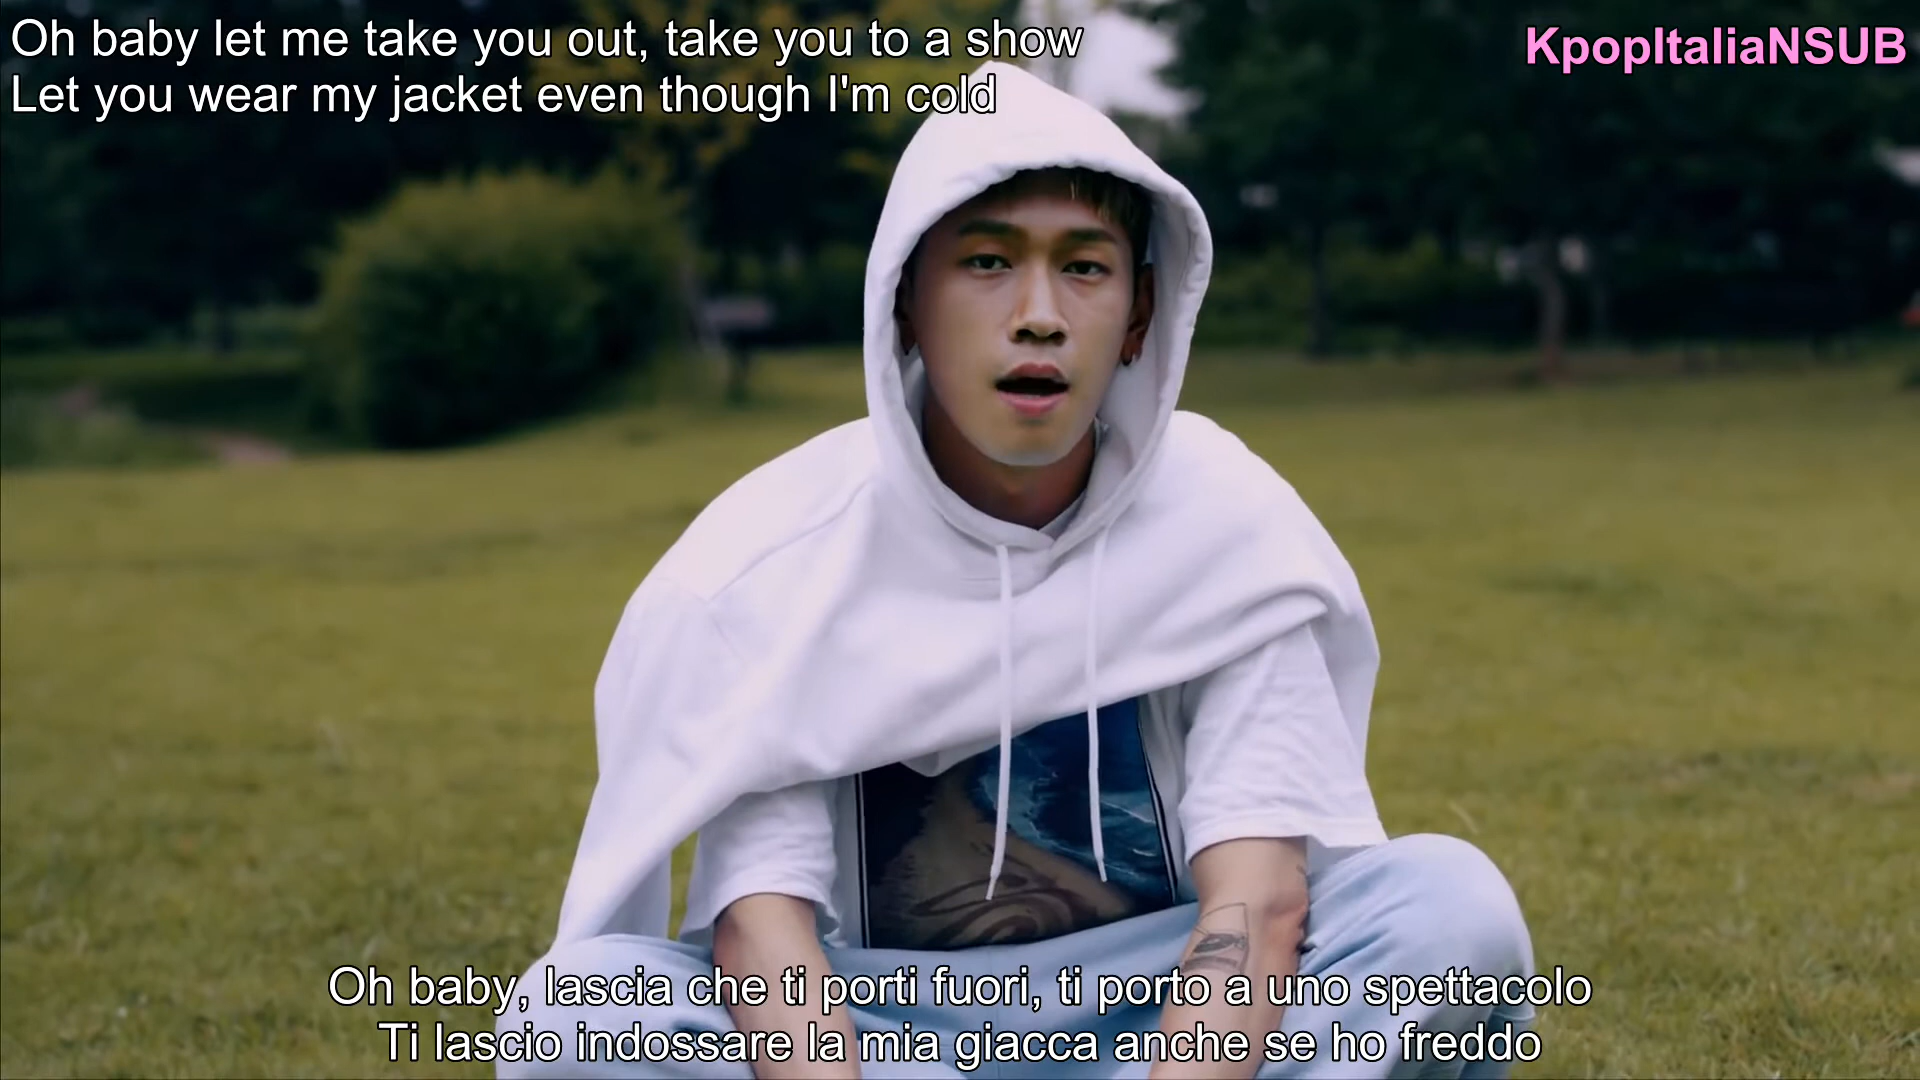 Oh baby let me take you out, take you to a show
Let you wear my jacket even though I'm cold
KpopItaliaNSUB
Oh baby, lascia che ti porti fuori, ti porto a uno spettacolo
Ti lascio indossare la mia giacca anche se ho freddo